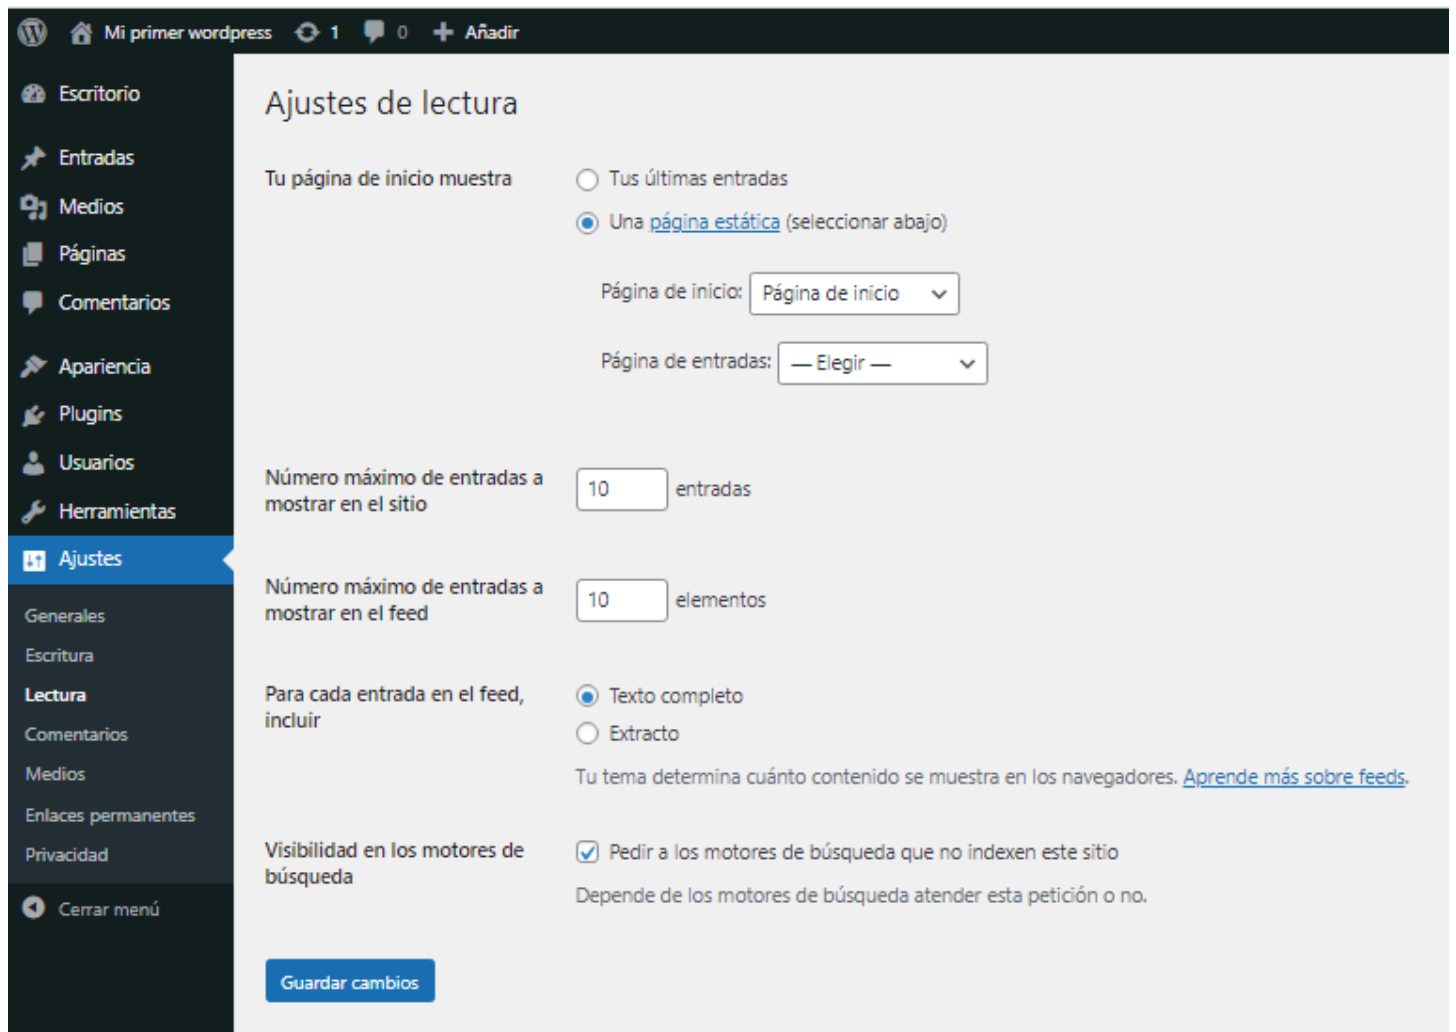 Mi primer wordpress 1 0 Añadir
Escritorio
Entradas
Medios
Páginas
Comentarios
Apariencia
Plugins
Usuarios
Herramientas
Ajustes
Generales
Escritura
Lectura
Comentarios
Medios
Enlaces permanentes
Privacidad
Cerrar menú
Ajustes de lectura
Tu página de inicio muestra
Tus últimas entradas
Una página estática (seleccionar abajo)
Página de inicio: Página de inicio
Página de entradas: — Elegir —
Número máximo de entradas a
mostrar en el sitio
10 entradas
Número máximo de entradas a
mostrar en el feed
10 elementos
Para cada entrada en el feed,
incluir
Texto completo
Extracto
Tu tema determina cuánto contenido se muestra en los navegadores. Aprende más sobre feeds.
Visibilidad en los motores de
búsqueda
Pedir a los motores de búsqueda que no indexen este sitio
Depende de los motores de búsqueda atender esta petición o no.
Guardar cambios